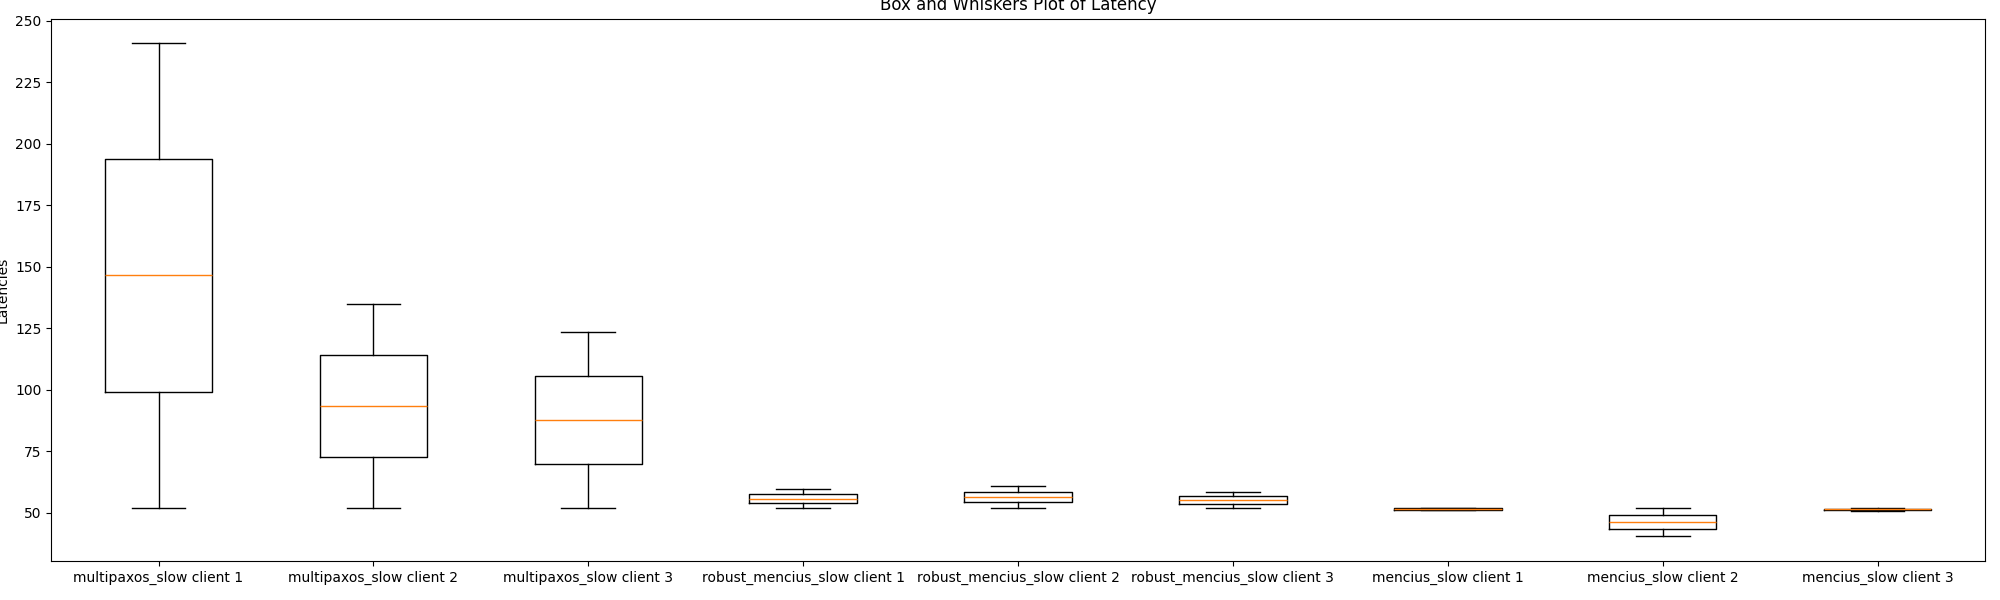 Box and Whiskers Plot of Latency
Latencies
250
225
200
175
150
125
100
75
50
multipaxos_slow client 1
multipaxos_slow client 2
multipaxos_slow client 3
robust_mencius_slow client 1
robust_mencius_slow client 2
robust_mencius_slow client 3
mencius_slow client 1
mencius_slow client 2
mencius_slow client 3